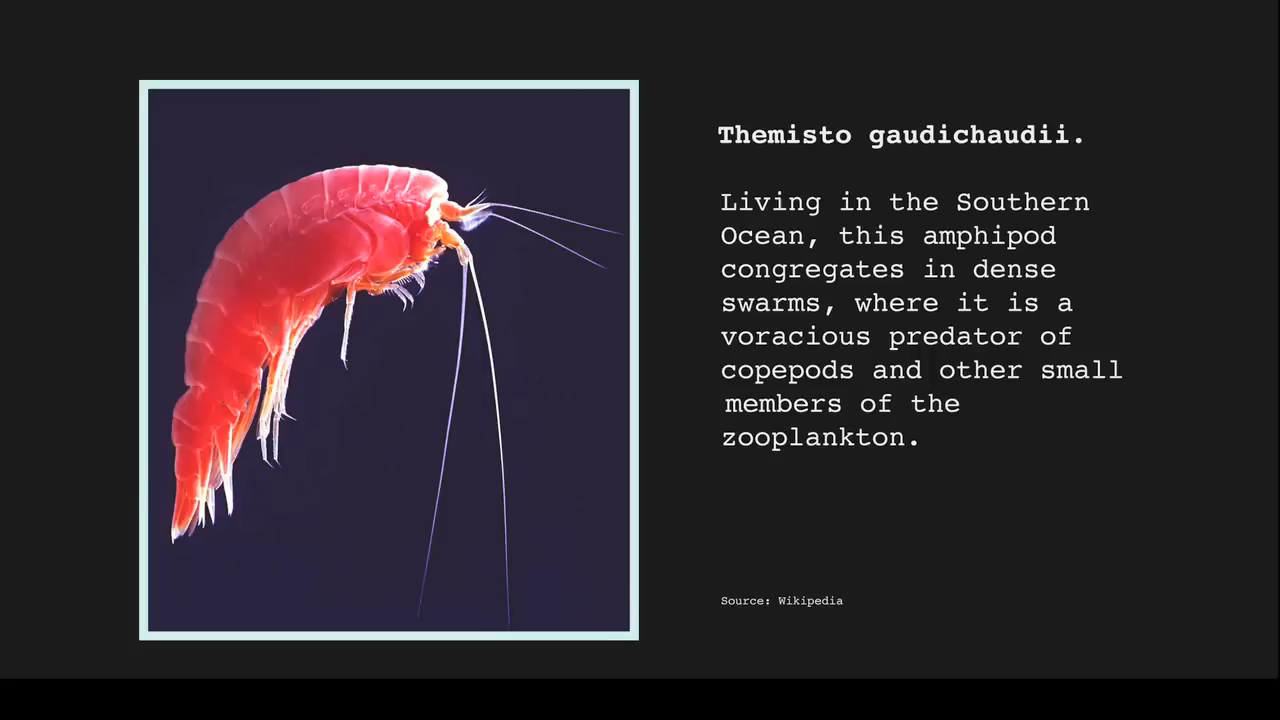 Themisto gaudichaudii.
Living in the Southern
Ocean, this amphipod
congregates in dense
swarms, where it is a
voracious predator of
copepods and other small
members of the
zooplankton.
Source: Wikipedia